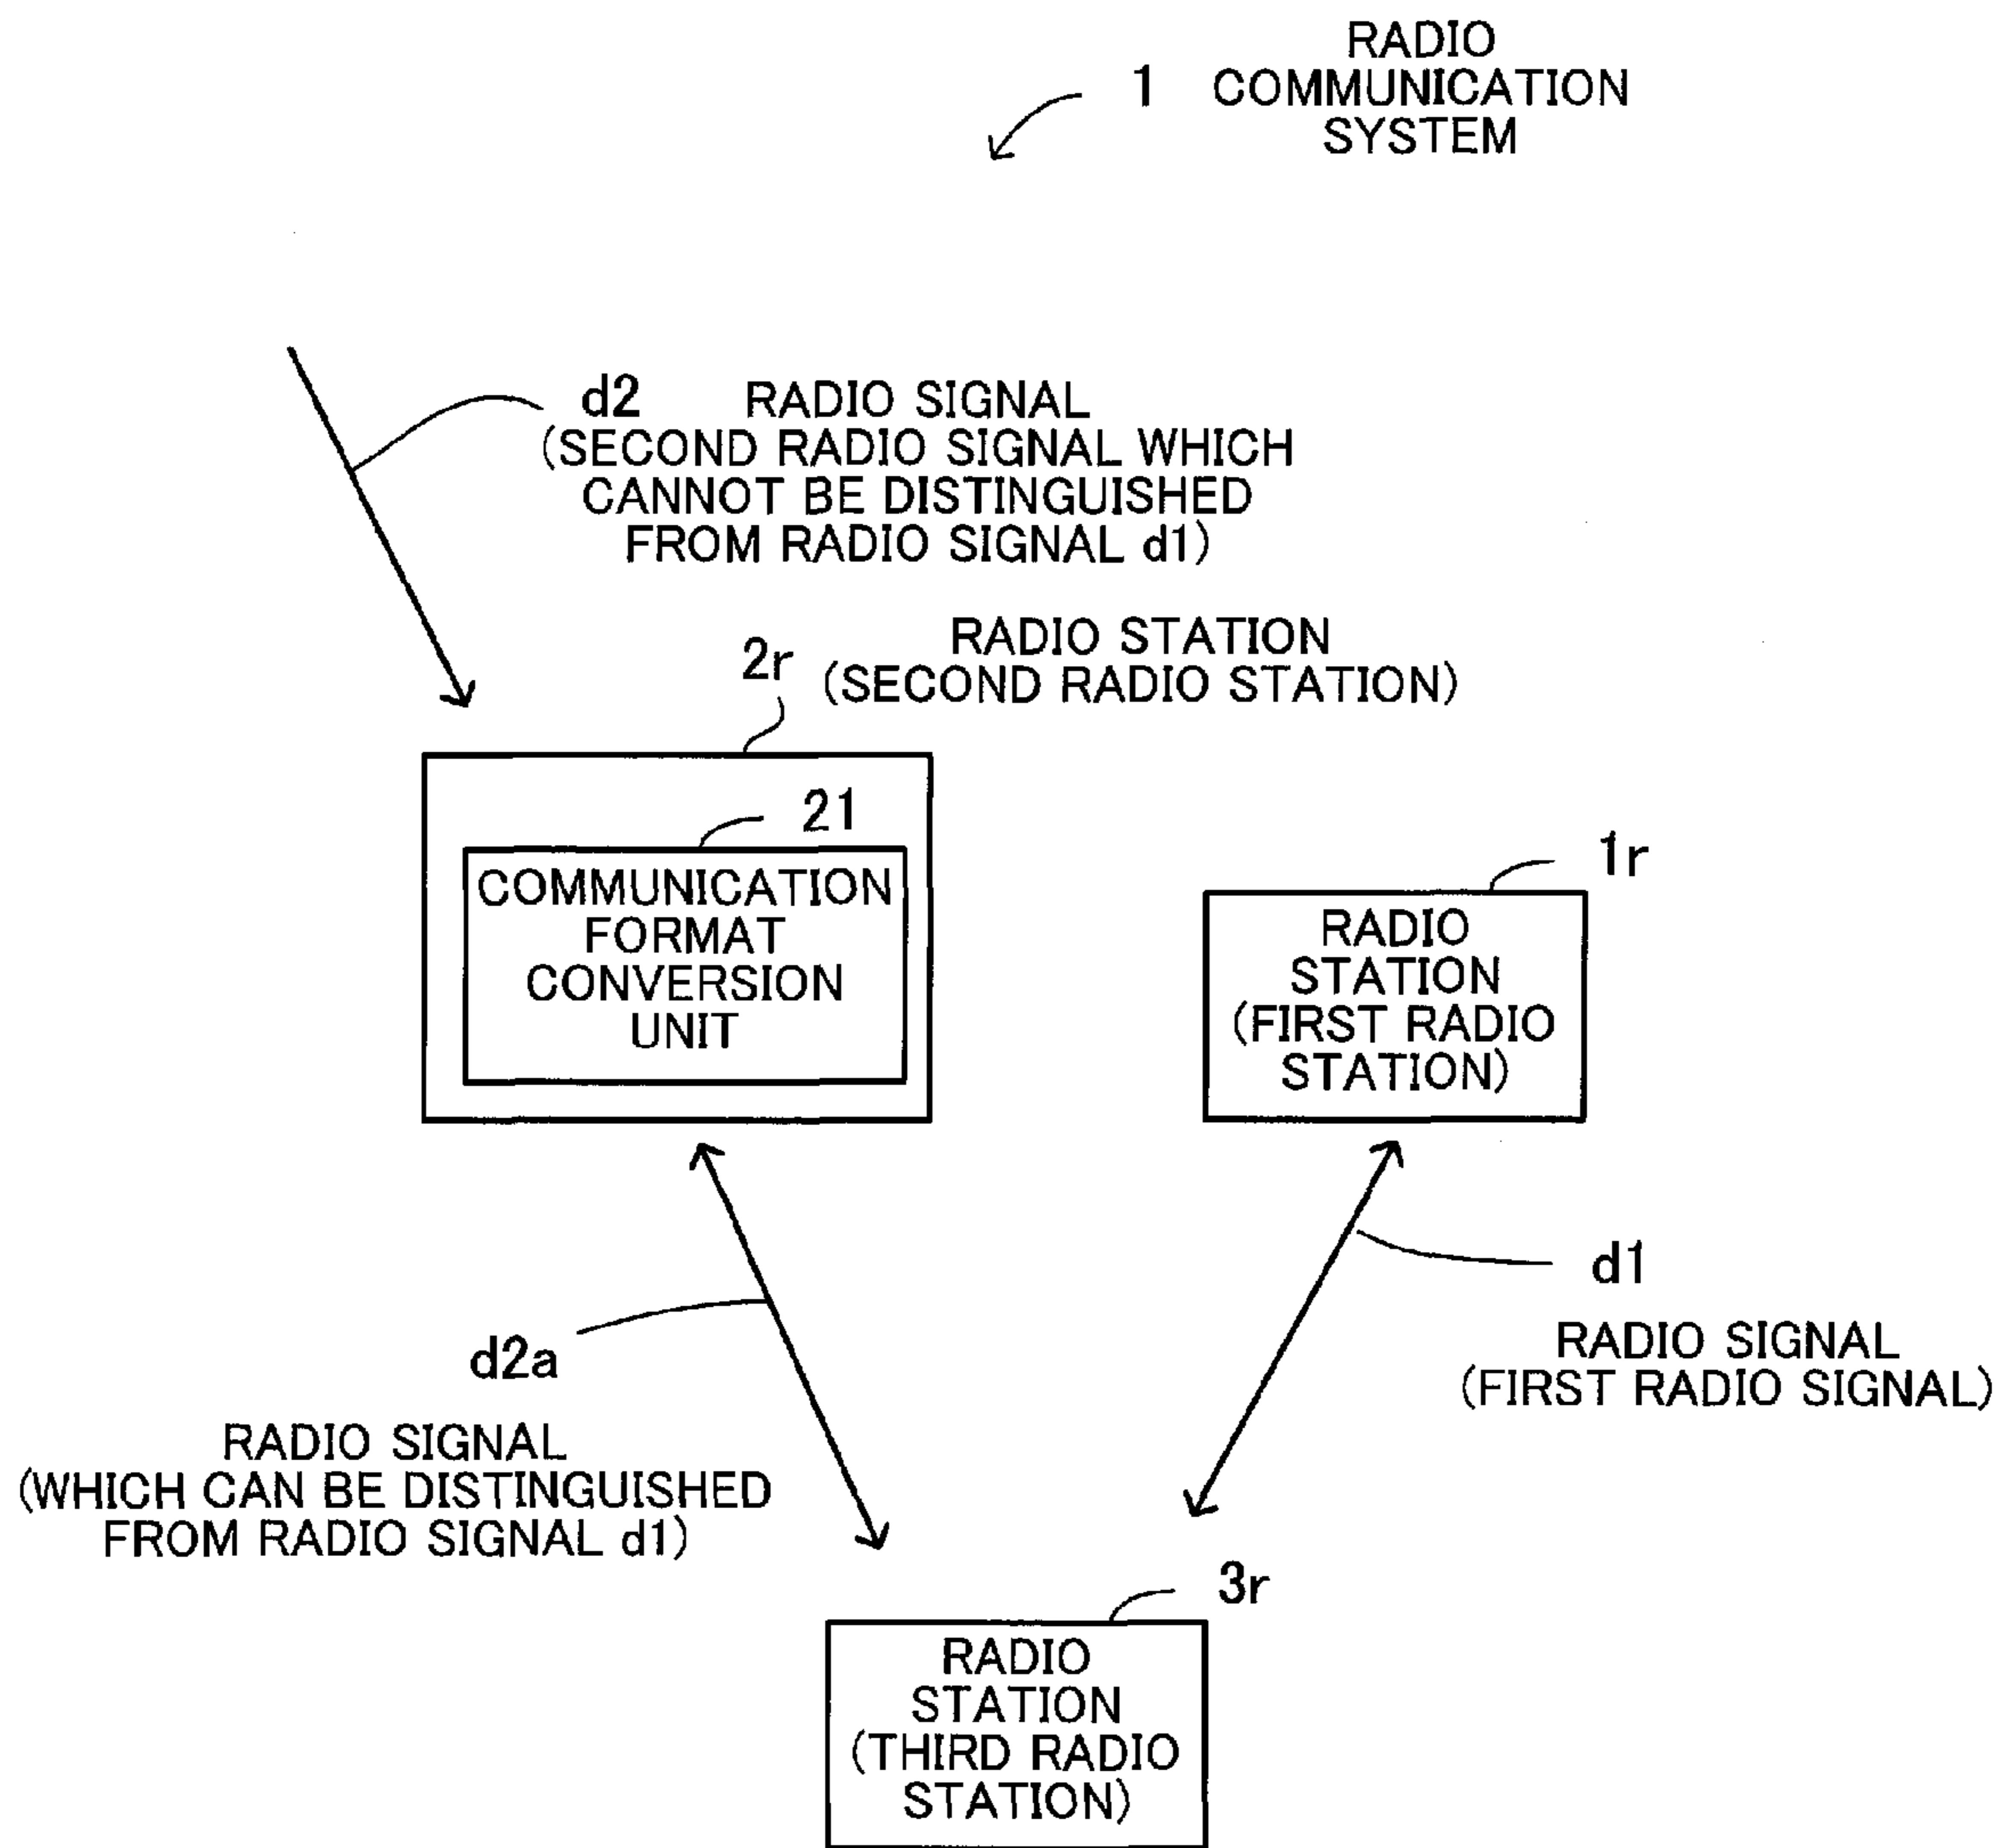 RADIO
1 COMMUNICATION
SYSTEM
d2 RADIO SIGNAL
(SECOND RADIO SIGNAL WHICH
CANNOT BE DISTINGUISHED
FROM RADIO SIGNAL d1)
2r RADIO STATION
(SECOND RADIO STATION)
21
COMMUNICATION
FORMAT
CONVERSION
UNIT
1r
RADIO
STATION
(FIRST RADIO
STATION)
d1
RADIO SIGNAL
(FIRST RADIO SIGNAL)
d2a
RADIO SIGNAL
(WHICH CAN BE DISTINGUISHED
FROM RADIO SIGNAL d1)
3r
RADIO
STATION
(THIRD RADIO
STATION)